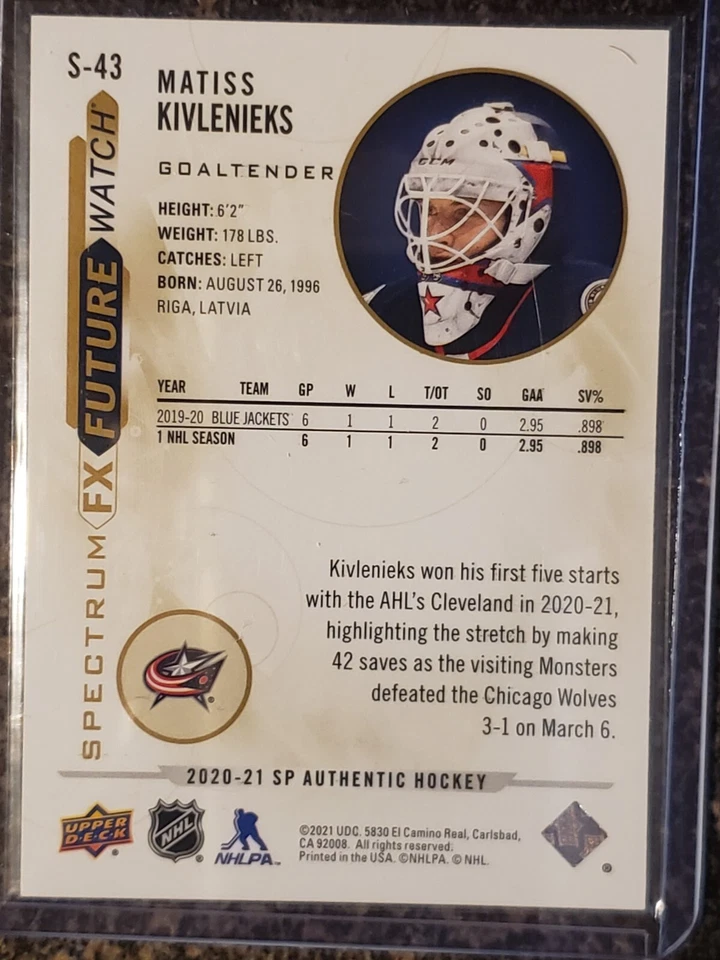 S-43
MATISS
KIVLENIEKS
GOALTENDER
HEIGHT: 6'2"
WEIGHT: 178 LBS.
CATCHES: LEFT
BORN: AUGUST 26, 1996
RIGA, LATVIA
CCM
SPECTRUM FX FUTURE WATCH
YEAR TEAM GP W L T/OT SO GAA SV%
2019-20 BLUE JACKETS 6 1 1 2 0 2.95 .898
1 NHL SEASON 6 1 1 2 0 2.95 .898
Kivlenieks won his first five starts
with the AHL's Cleveland in 2020-21,
highlighting the stretch by making
42 saves as the visiting Monsters
defeated the Chicago Wolves
3-1 on March 6.
2020-21 SP AUTHENTIC HOCKEY
UPPER
DECK
NHL
NHLPA
©2021 UDC. 5830 El Camino Real, Carlsbad,
CA 92008. All rights reserved.
Printed in the USA. ©NHLPA. © NHL.